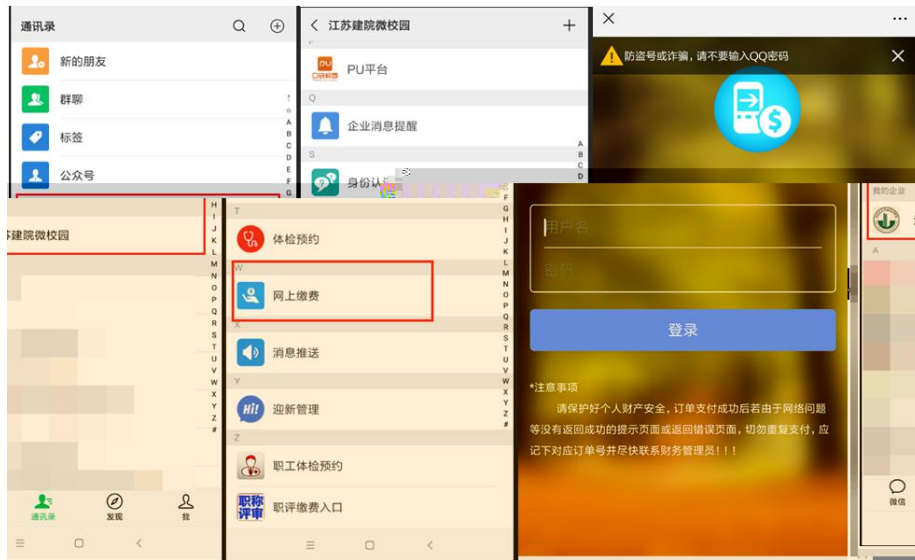 通讯录
新的朋友
群聊
标签
公众号
↑
☆
A
B
C
D
E
F
G
江苏建院微校园
PU平台
Q
企业消息提醒
S
身份认
A
B
C
D
防盗号或诈骗，请不要输入QQ密码
建院微校园
H
I
J
K
L
M
N
O
P
Q
R
S
T
U
V
W
X
Y
Z
#
通讯录
发现
我
T
体检预约
W
网上缴费
X
消息推送
Y
Hi!
迎新管理
Z
职工体检预约
职称
评审
职评缴费入口
F
G
H
I
J
K
L
M
N
O
P
Q
R
S
T
U
V
W
X
Y
Z
#
用户名
密码
登录
*注意事项
请保护好个人财产安全，订单支付成功后若由于网络问题
等没有返回成功的提示页面或返回错误页面，切勿重复支付，应
记下对应订单号并尽快联系财务管理员！！！
我的企业
A
微信